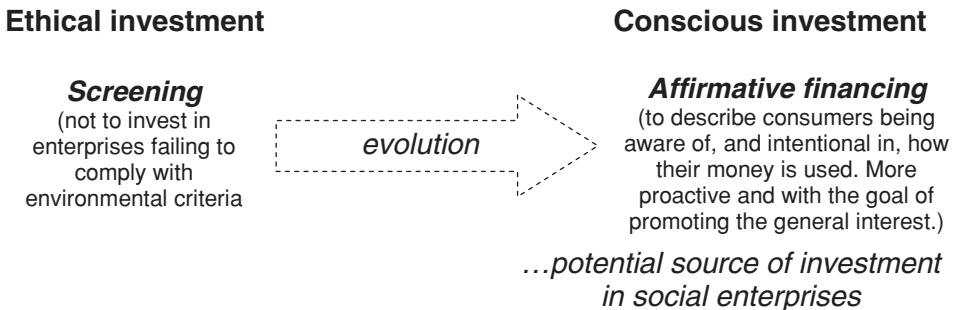 Ethical investment
Conscious investment
Screening
(not to invest in
enterprises failing to
comply with
environmental criteria
evolution
Affirmative financing
(to describe consumers being
aware of, and intentional in, how
their money is used. More
proactive and with the goal of
promoting the general interest.)
…potential source of investment
in social enterprises